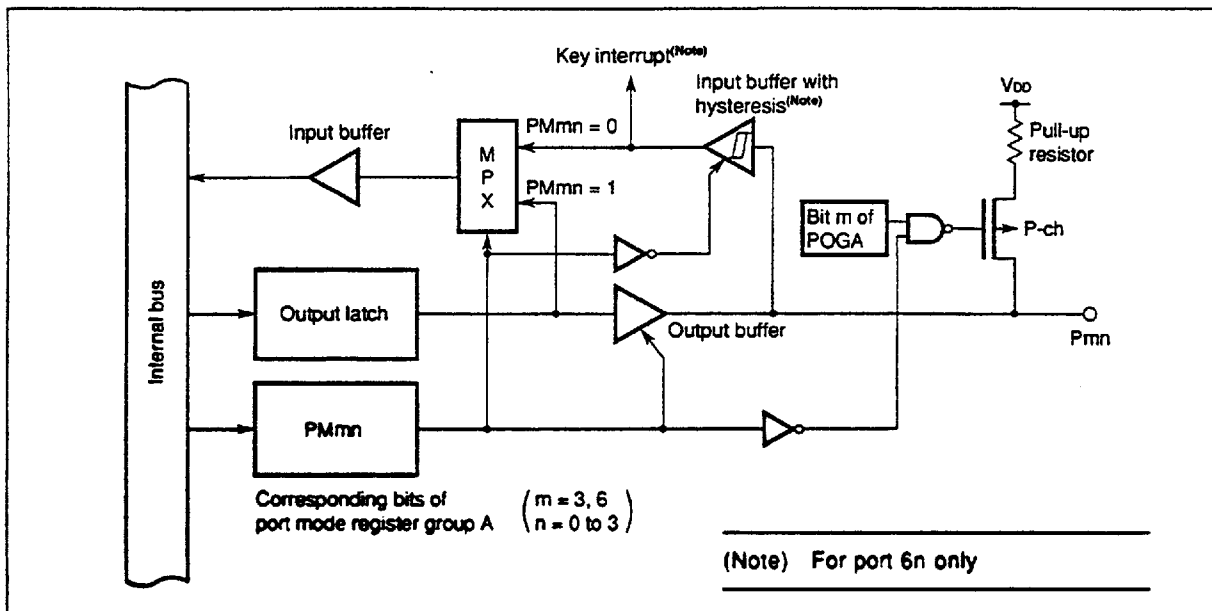 Key interrupt(Note)
Input buffer with
hysteresis(Note)
VDD
Pull-up
resistor
Input buffer
PMmn = 0
M
P
X
PMmn = 1
Bit m of
POGA
P-ch
Internal bus
Output latch
Output buffer
Pmn
PMmn
Corresponding bits of
port mode register group A
( m = 3, 6
n = 0 to 3 )
(Note) For port 6n only